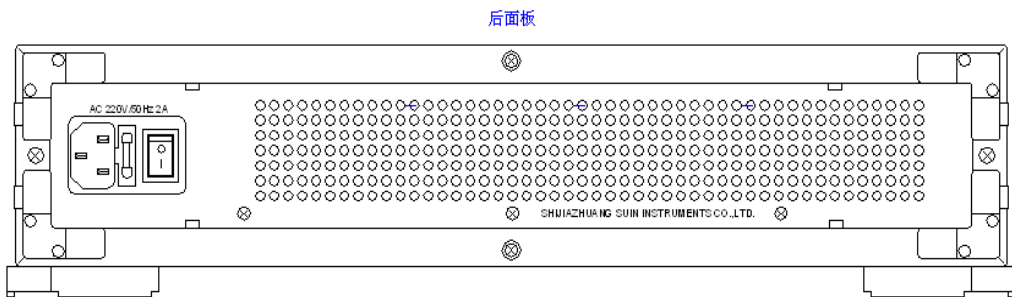 后面板
AC 220V/50Hz 2A
SHIJIAZHUANG SUIN INSTRUMENTS CO.,LTD.